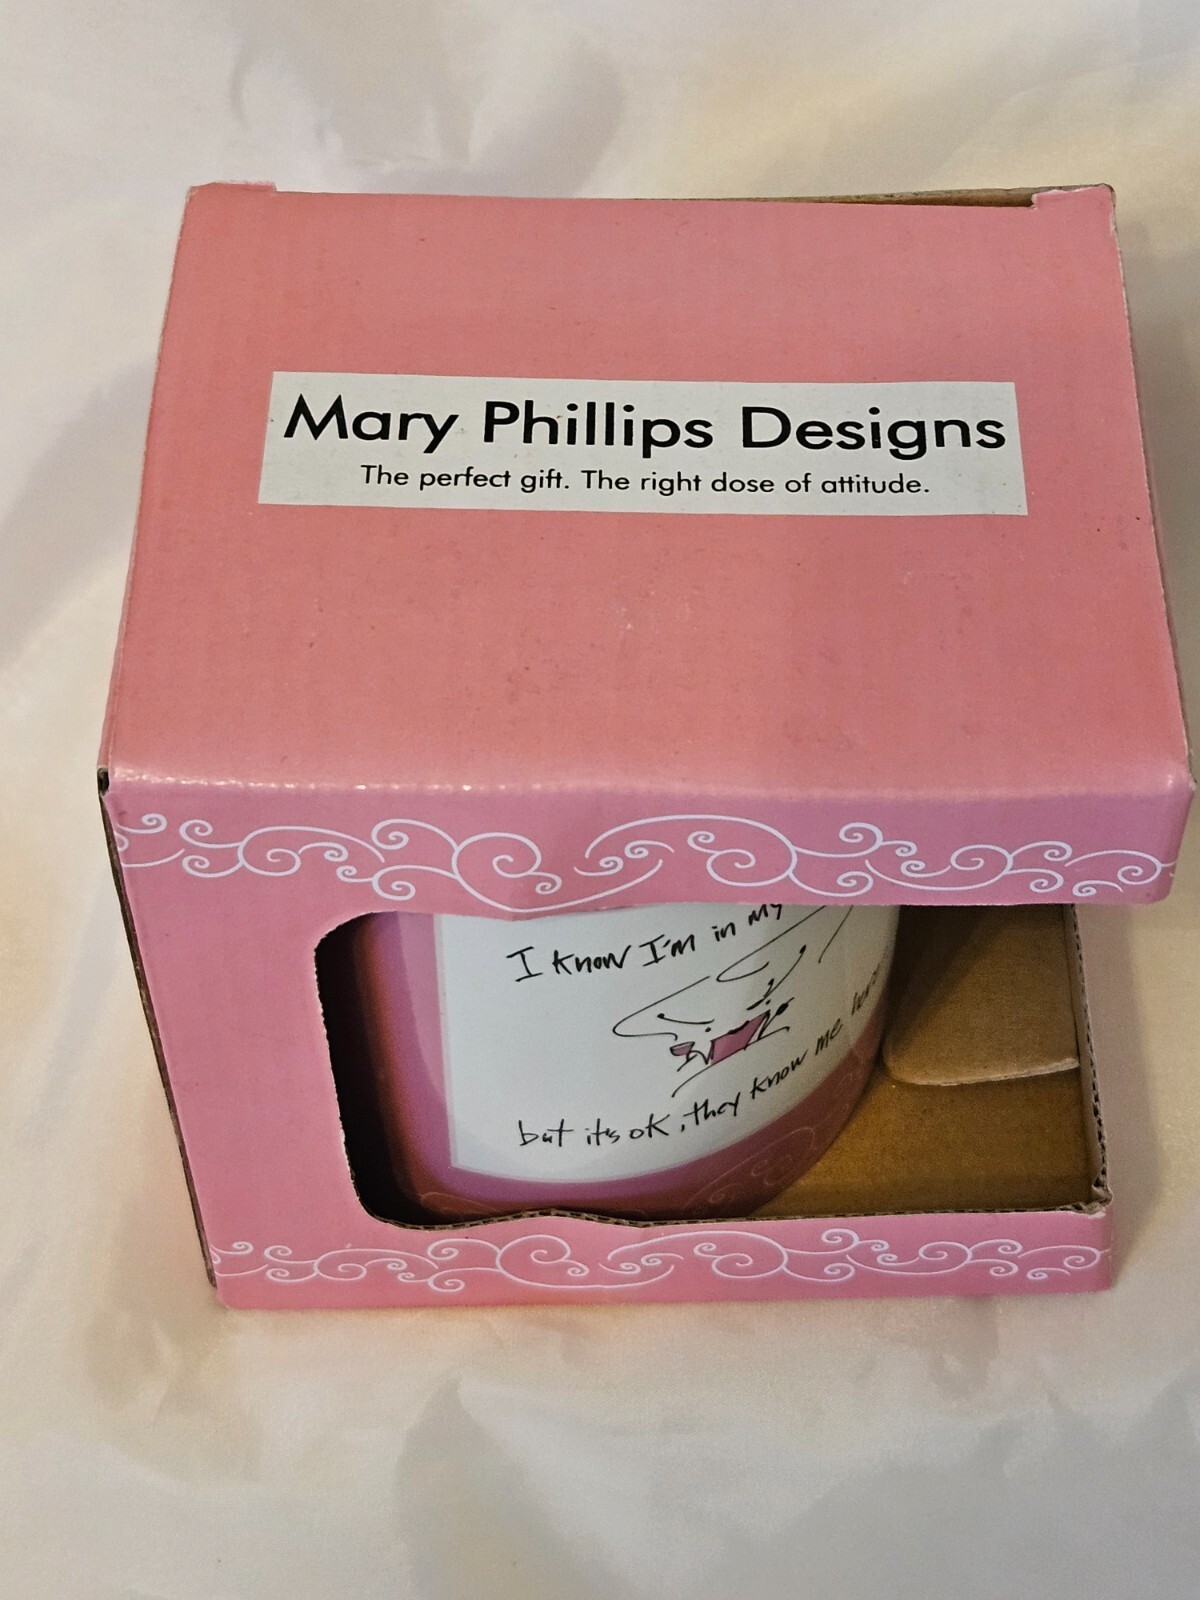 Mary Phillips Designs
The perfect gift. The right dose of attitude.
I know I'm in my
but it's ok, they know me